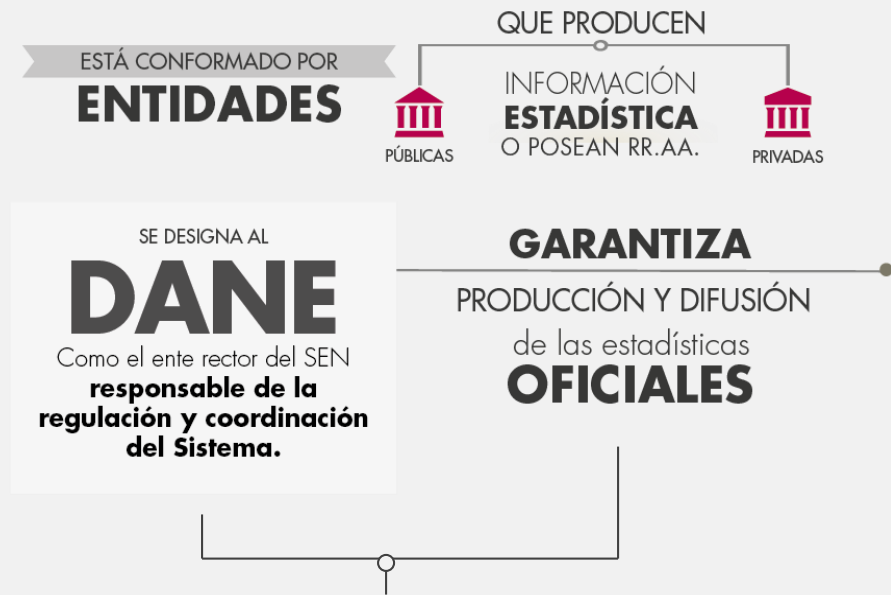 ESTÁ CONFORMADO POR
ENTIDADES
QUE PRODUCEN
PÚBLICAS
INFORMACIÓN
ESTADÍSTICA
O POSEAN RR.AA.
PRIVADAS
SE DESIGNA AL
DANE
Como el ente rector del SEN
responsable de la
regulación y coordinación
del Sistema.
GARANTIZA
PRODUCCIÓN Y DIFUSIÓN
de las estadísticas
OFICIALES